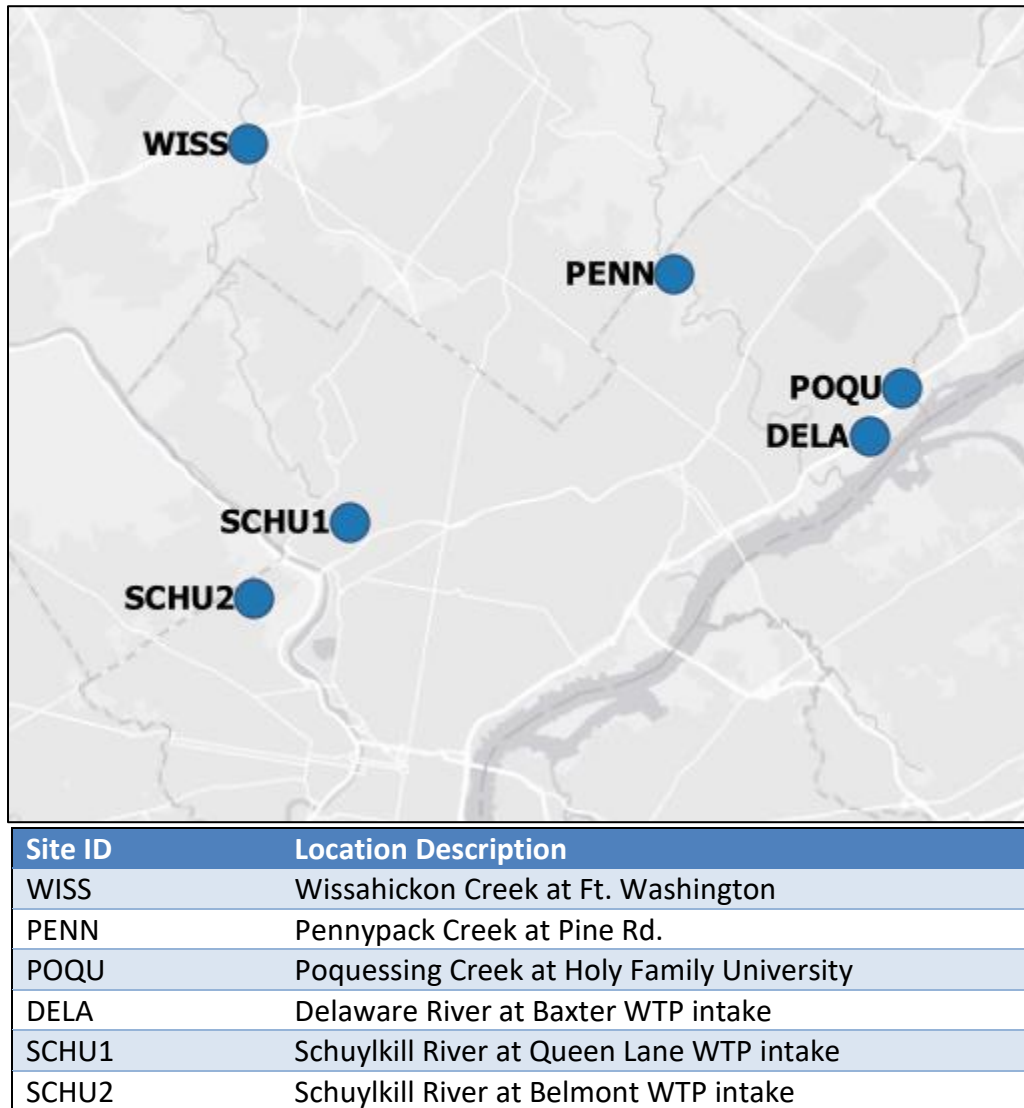 WISS
PENN
POQU
DELA
SCHU1
SCHU2
Site ID Location Description
WISS Wissahickon Creek at Ft. Washington
PENN Pennypack Creek at Pine Rd.
POQU Poquessing Creek at Holy Family University
DELA Delaware River at Baxter WTP intake
SCHU1 Schuylkill River at Queen Lane WTP intake
SCHU2 Schuylkill River at Belmont WTP intake